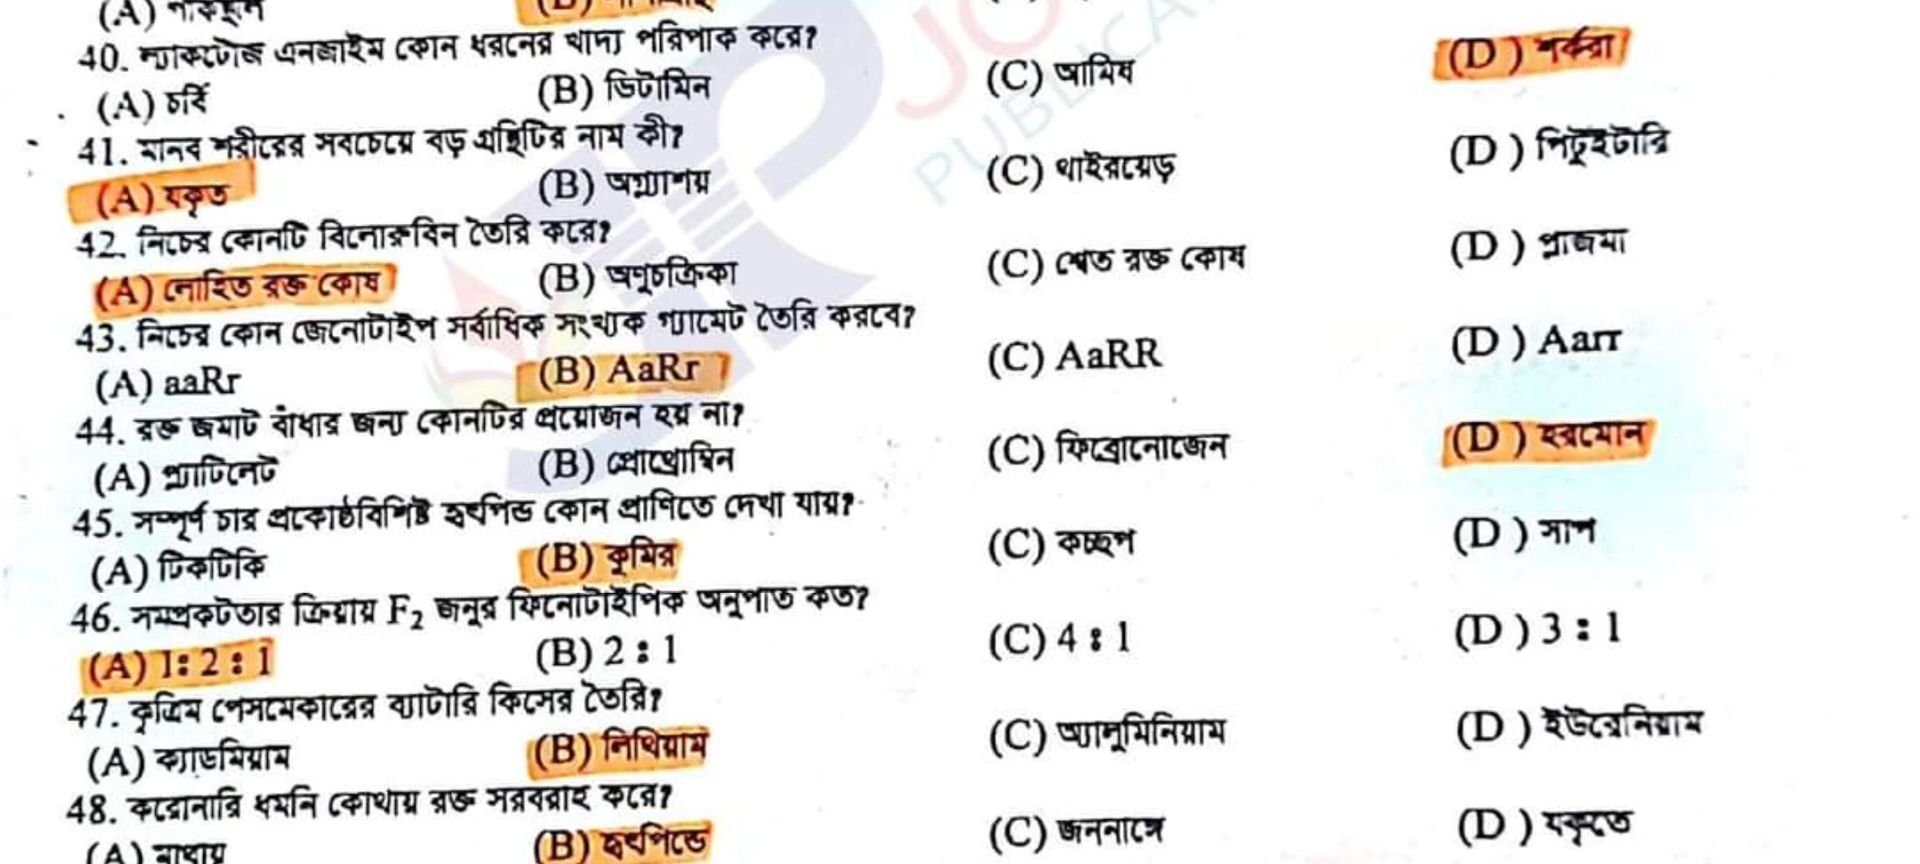 (A) পাকস্থলি
40. ল্যাকটোজ এনজাইম কোন ধরনের খাদ্য পরিপাক করে?
(A) চর্বি (B) ভিটামিন (C) আমিষ (D) শর্করা
41. মানব শরীরের সবচেয়ে বড় গ্রন্থিটির নাম কী?
(A) যকৃত (B) অগ্ন্যাশয় (C) থাইরয়েড় (D) পিটুইটারি
42. নিচের কোনটি বিলোরুবিন তৈরি করে?
(A) লোহিত রক্ত কোষ (B) অণুচক্রিকা (C) শ্বেত রক্ত কোষ (D) প্লাজমা
43. নিচের কোন জেনোটাইপ সর্বাধিক সংখ্যক গ্যামেট তৈরি করবে?
(A) aaRr (B) AaRr (C) AaRR (D) Aarr
44. রক্ত জমাট বাঁধার জন্য কোনটির প্রয়োজন হয় না?
(A) প্ল্যাটিলেট (B) প্রোথ্রোম্বিন (C) ফিব্রোনোজেন (D) হরমোন
45. সম্পূর্ণ চার প্রকোষ্ঠবিশিষ্ট হৃৎপিন্ড কোন প্রাণিতে দেখা যায়?
(A) টিকটিকি (B) কুমির (C) কচ্ছপ (D) সাপ
46. সমপ্রকটতার ক্রিয়ায় F₂ জনুর ফিনোটাইপিক অনুপাত কত?
(A) 1:2:1 (B) 2:1 (C) 4:1 (D) 3:1
47. কৃত্রিম পেসমেকারের ব্যাটারি কিসের তৈরি?
(A) ক্যাডমিয়াম (B) লিথিয়াম (C) অ্যালুমিনিয়াম (D) ইউরেনিয়াম
48. করোনারি ধমনি কোথায় রক্ত সরবরাহ করে?
(A) মাথায় (B) হৃৎপিন্ডে (C) জননাঙ্গে (D) যকৃতে